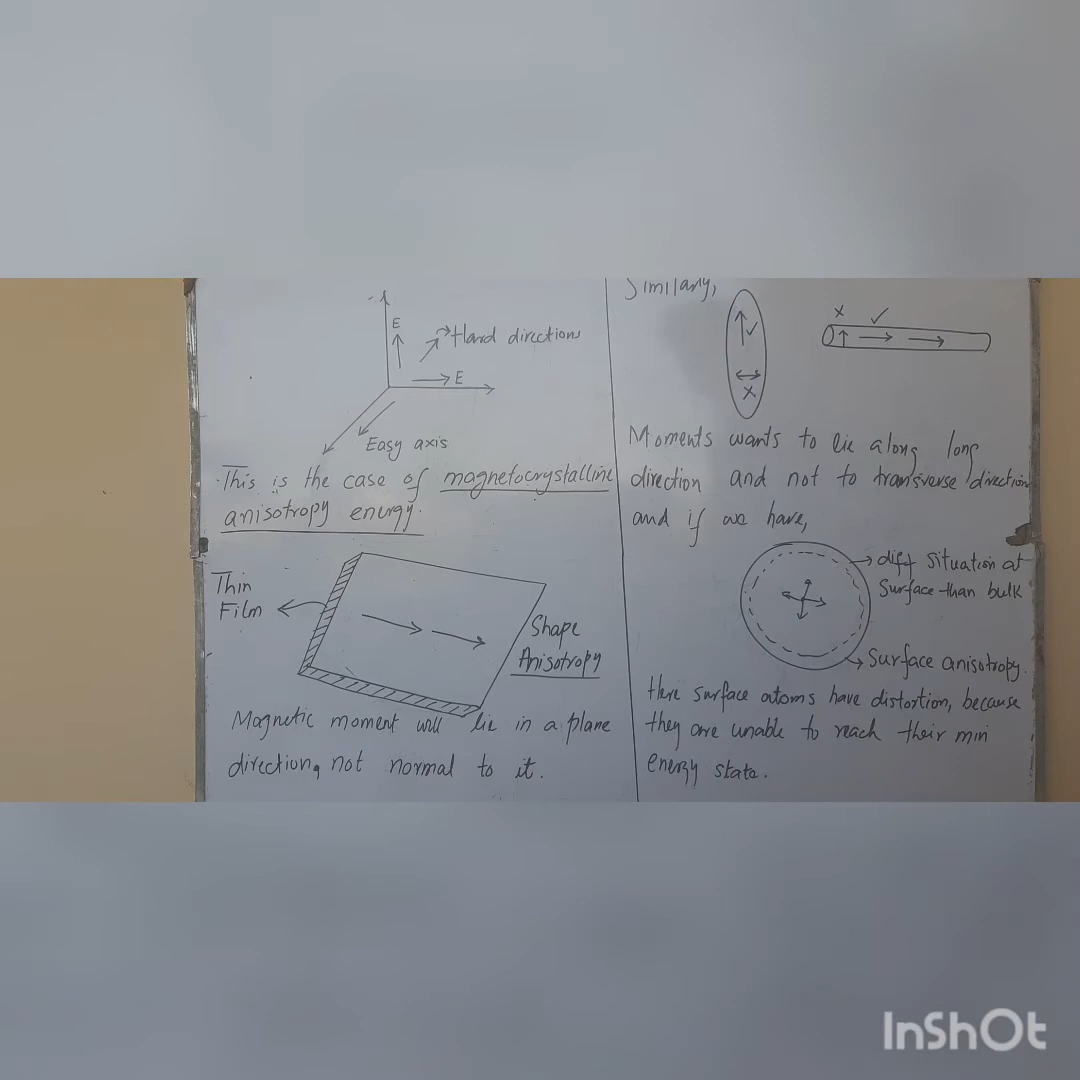 E
Hard directions
E
Easy axis
This is the case of magnetocrystalline
anisotropy energy.
Thin
Film
Shape
Anisotropy
Magnetic moment will lie in a plane
direction, not normal to it.
Similarly,
✓
X
X
✓
Moments wants to lie along long
direction and not to transverse direction
and if we have,
diff situation at
Surface than bulk
Surface anisotropy.
Here surface atoms have distortion, because
they are unable to reach their min
energy state.
InShOt